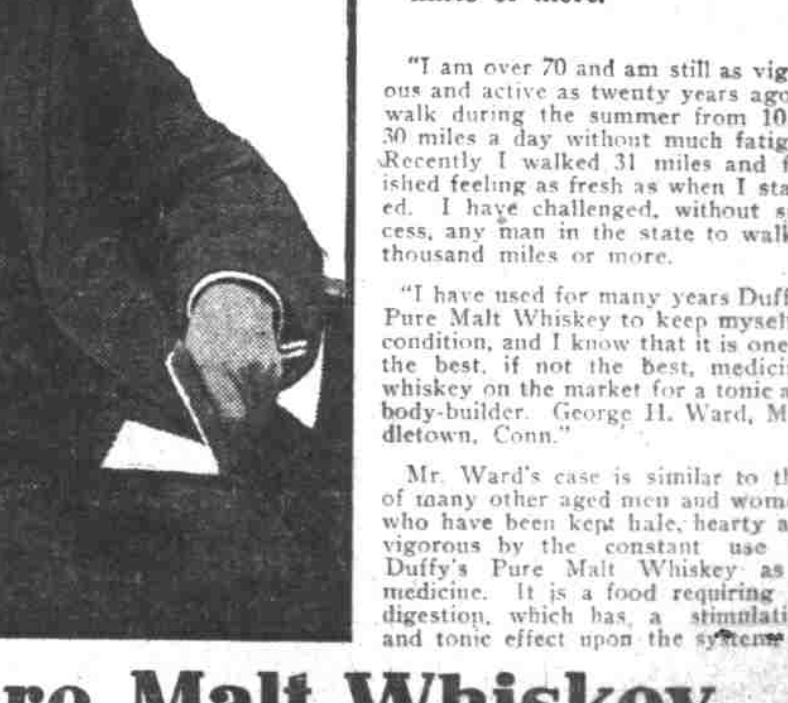 "I am over 70 and am still as vig
ous and active as twenty years ago
walk during the summer from 10
30 miles a day without much fatig
Recently I walked 31 miles and f
ished feeling as fresh as when I sta
ed. I have challenged, without s
cess, any man in the state to walk
thousand miles or more.
"I have used for many years Duff
Pure Malt Whiskey to keep mysel
condition, and I know that it is one
the best, if not the best, medici
whiskey on the market for a tonic a
body-builder. George H. Ward, M
dletown, Conn."
Mr. Ward's case is similar to th
of many other aged men and wom
who have been kept hale, hearty a
vigorous by the constant use
Duffy's Pure Malt Whiskey as
medicine. It is a food requiring
digestion, which has a stimulati
and tonic effect upon the system
re Malt Whiskey